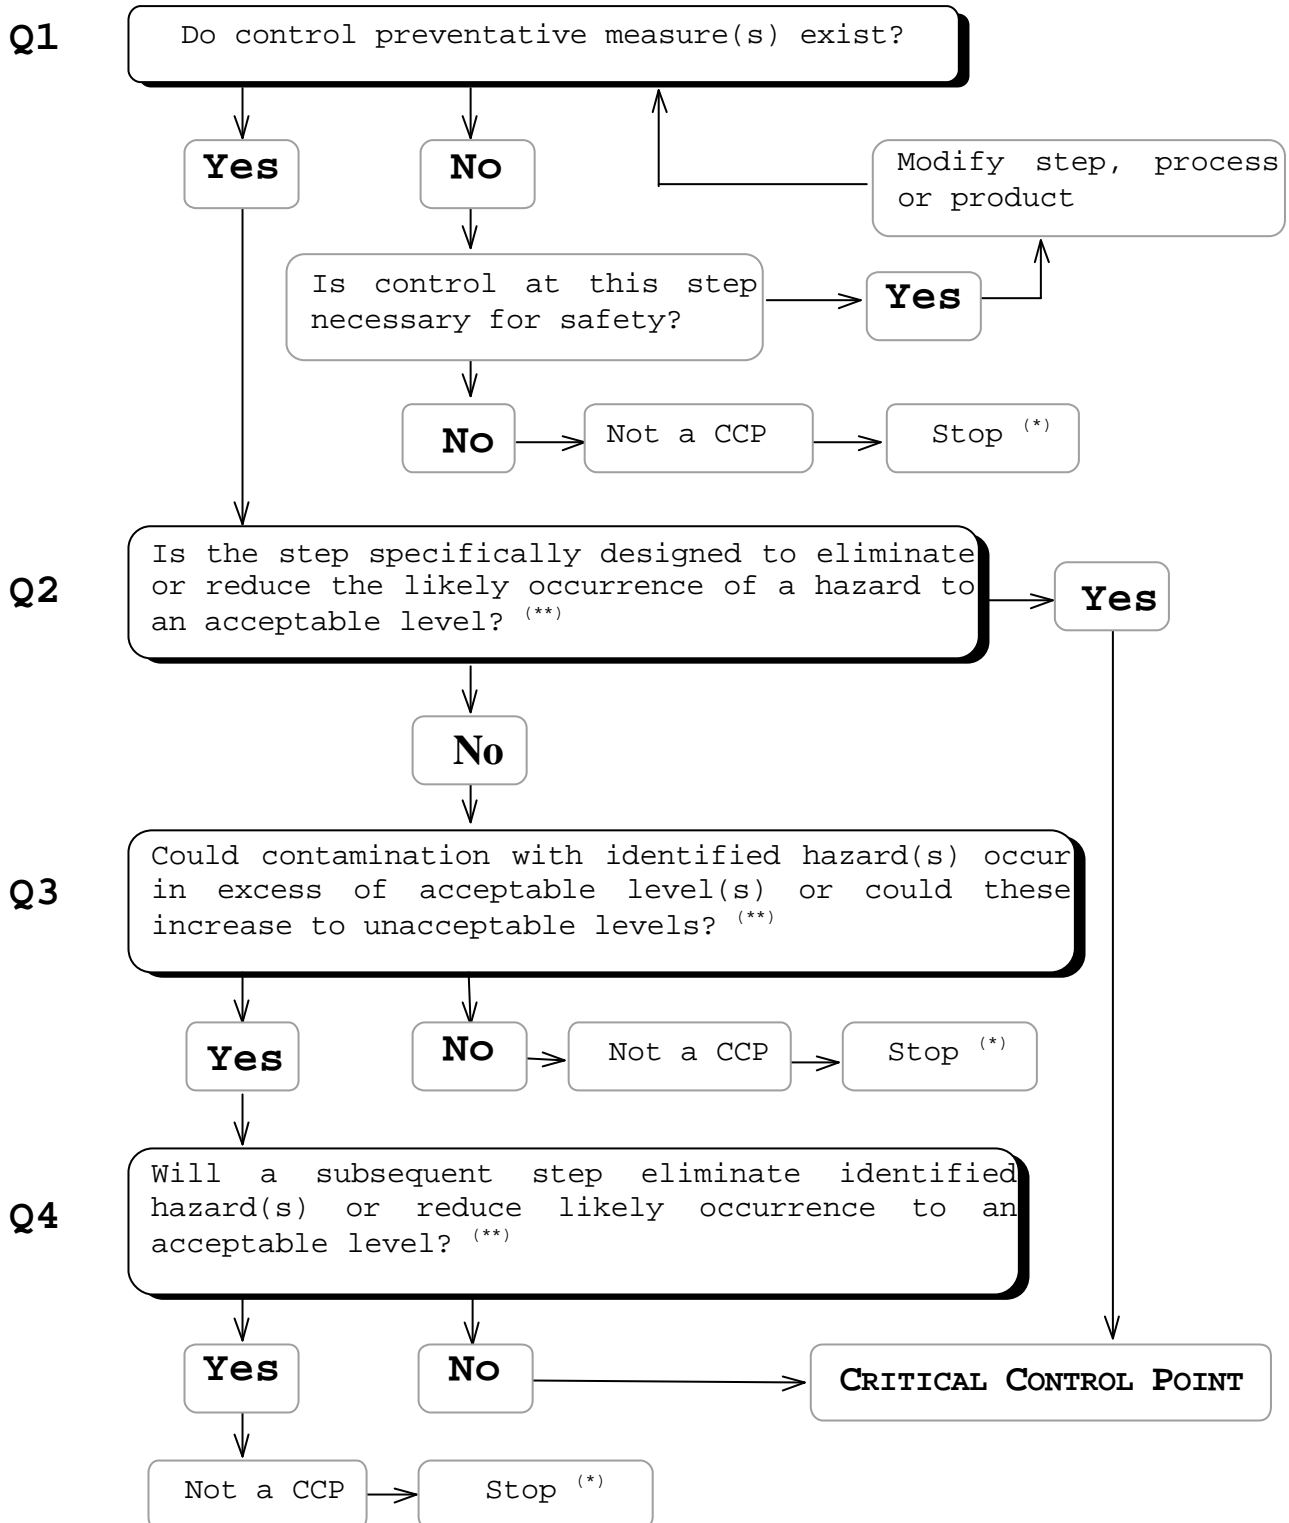 Q1
Do control preventative measure(s) exist?
Yes
No
Modify step, process
or product
Is control at this step
necessary for safety?
Yes
No
Not a CCP
Stop (*)
Q2
Is the step specifically designed to eliminate
or reduce the likely occurrence of a hazard to
an acceptable level? (**)
Yes
No
Q3
Could contamination with identified hazard(s) occur
in excess of acceptable level(s) or could these
increase to unacceptable levels? (**)
Yes
No
Not a CCP
Stop (*)
Q4
Will a subsequent step eliminate identified
hazard(s) or reduce likely occurrence to an
acceptable level? (**)
Yes
No
CRITICAL CONTROL POINT
Not a CCP
Stop (*)